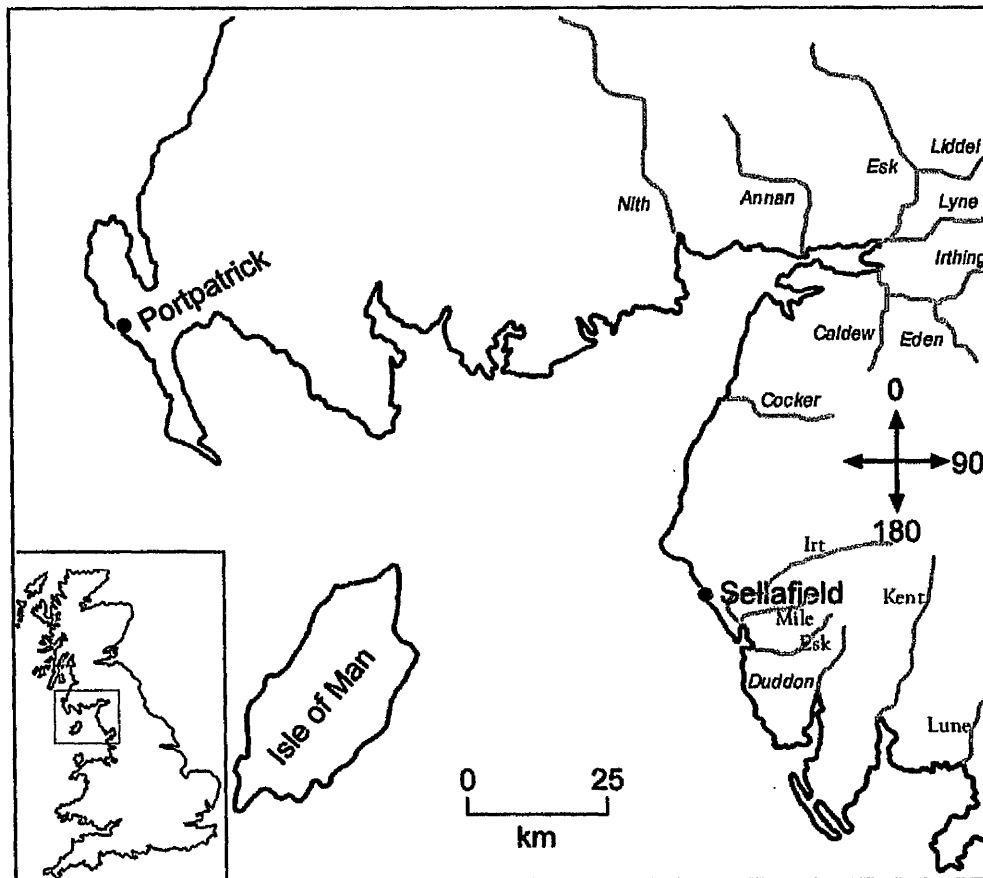 Liddel
Esk
Nith
Annan
Lyne
Irthing
Portpatrick
Caldew
Eden
0
Cocker
90
180
Irt
Sellafield
Kent
Mile
Esk
Isle of Man
Duddon
Lune
0 25
km